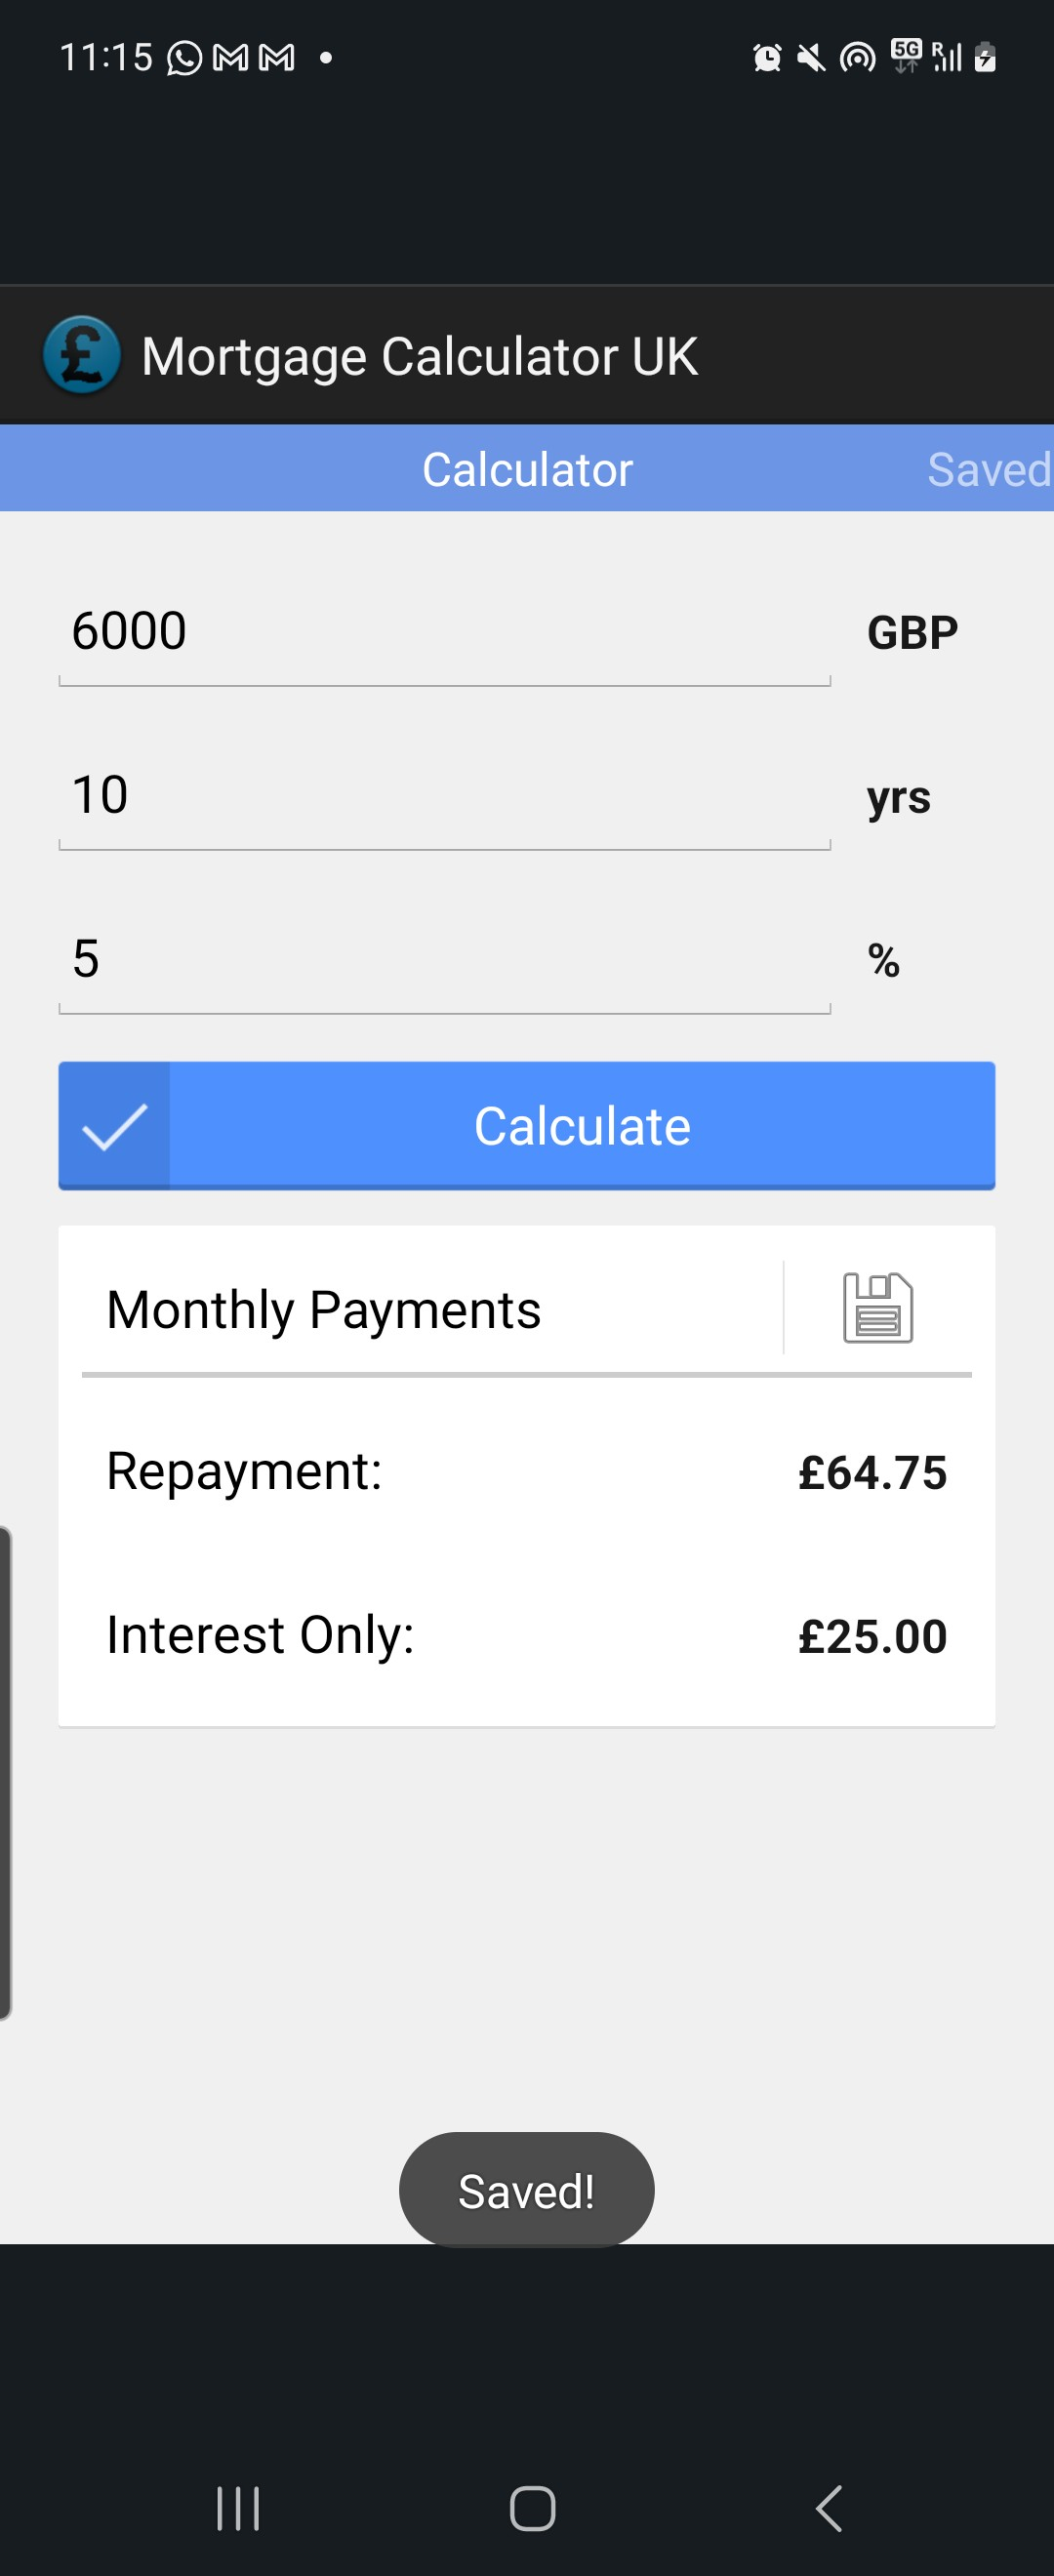 11:15
5G
R
£ Mortgage Calculator UK
Calculator Saved
6000 GBP
10 yrs
5 %
Calculate
Monthly Payments
Repayment: £64.75
Interest Only: £25.00
Saved!